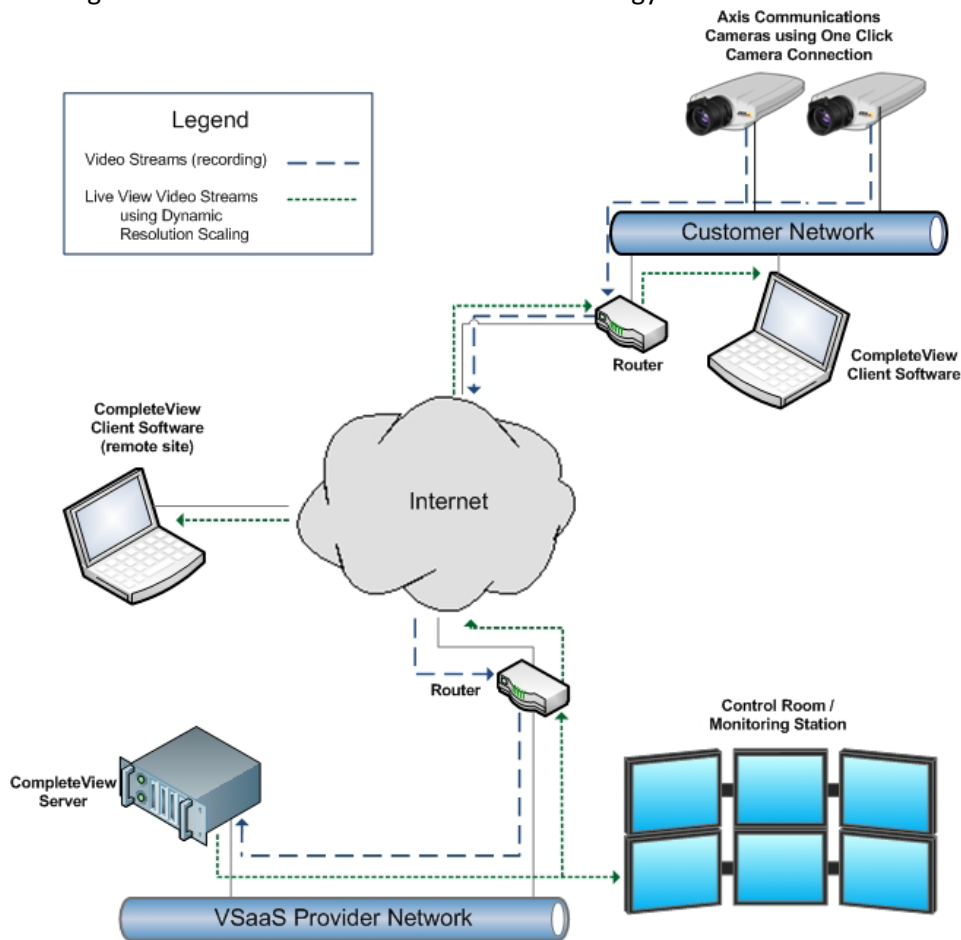 Axis Communications
Cameras using One Click
Camera Connection
Legend
Video Streams (recording)
Live View Video Streams
using Dynamic
Resolution Scaling
Customer Network
Router
CompleteView
Client Software
CompleteView
Client Software
(remote site)
Internet
Router
Control Room /
Monitoring Station
CompleteView
Server
VSaaS Provider Network